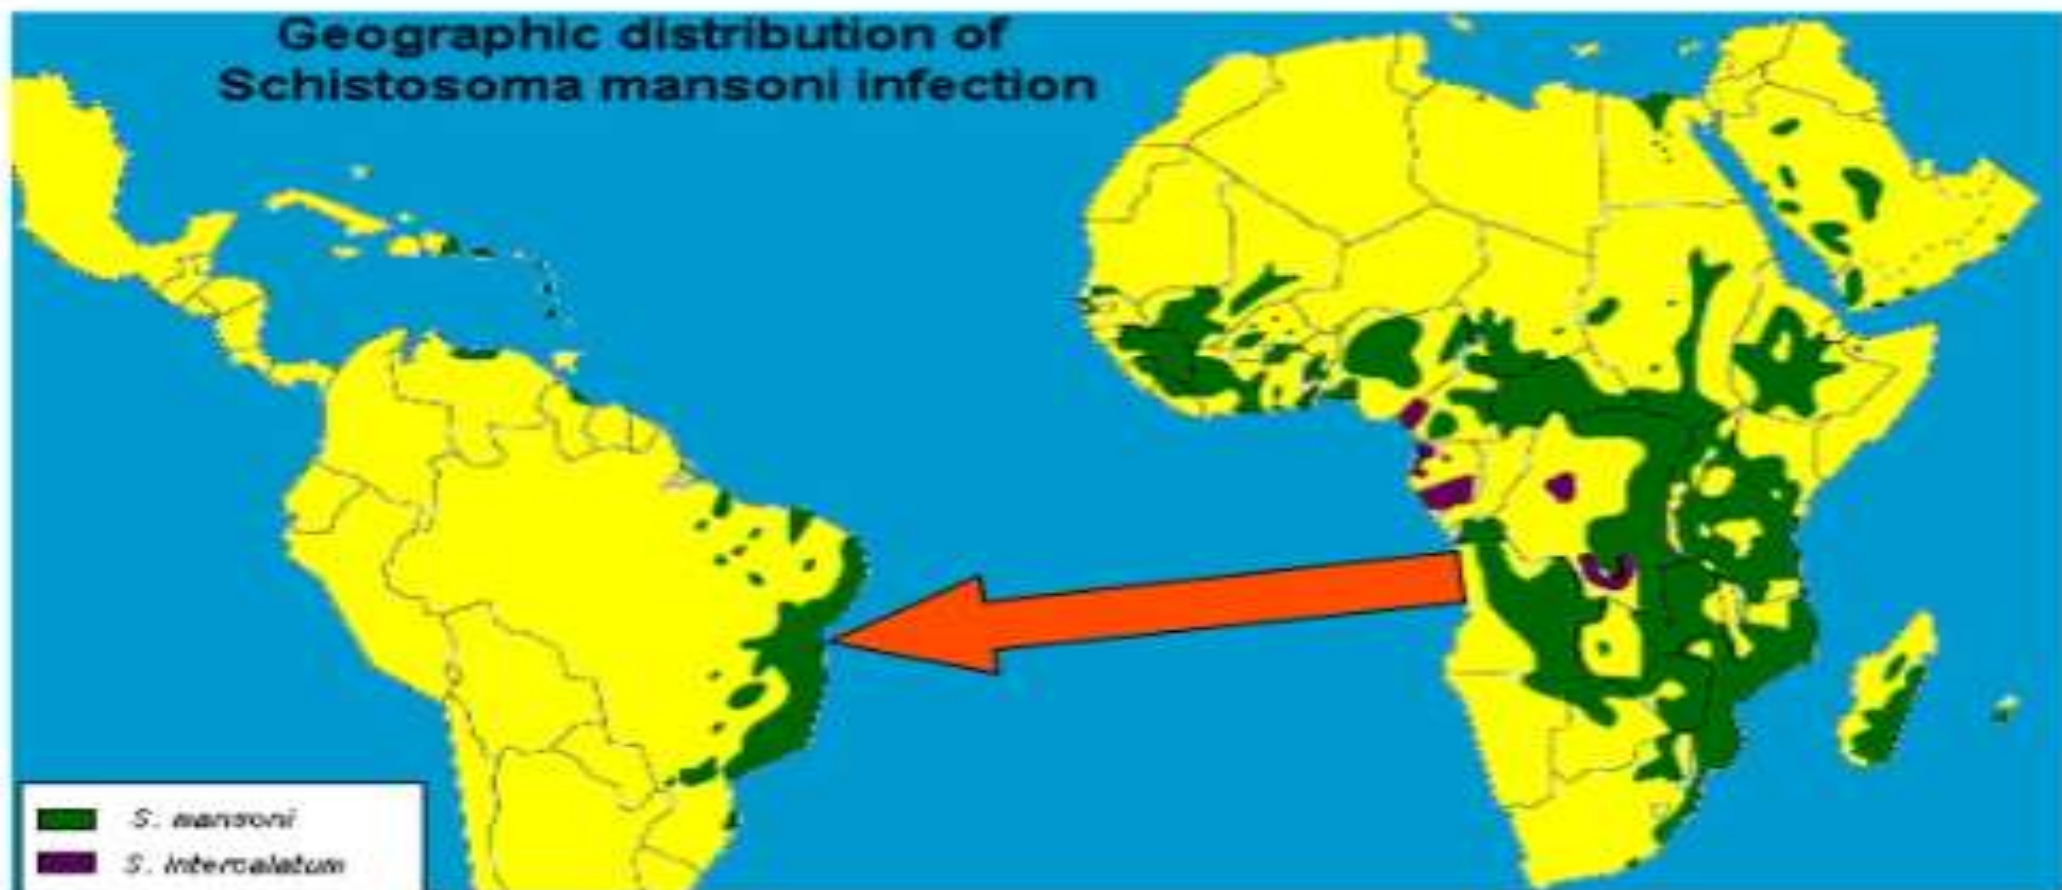 Geographic distribution of
Schistosoma mansoni infection
S. mansoni
S. intercalatum